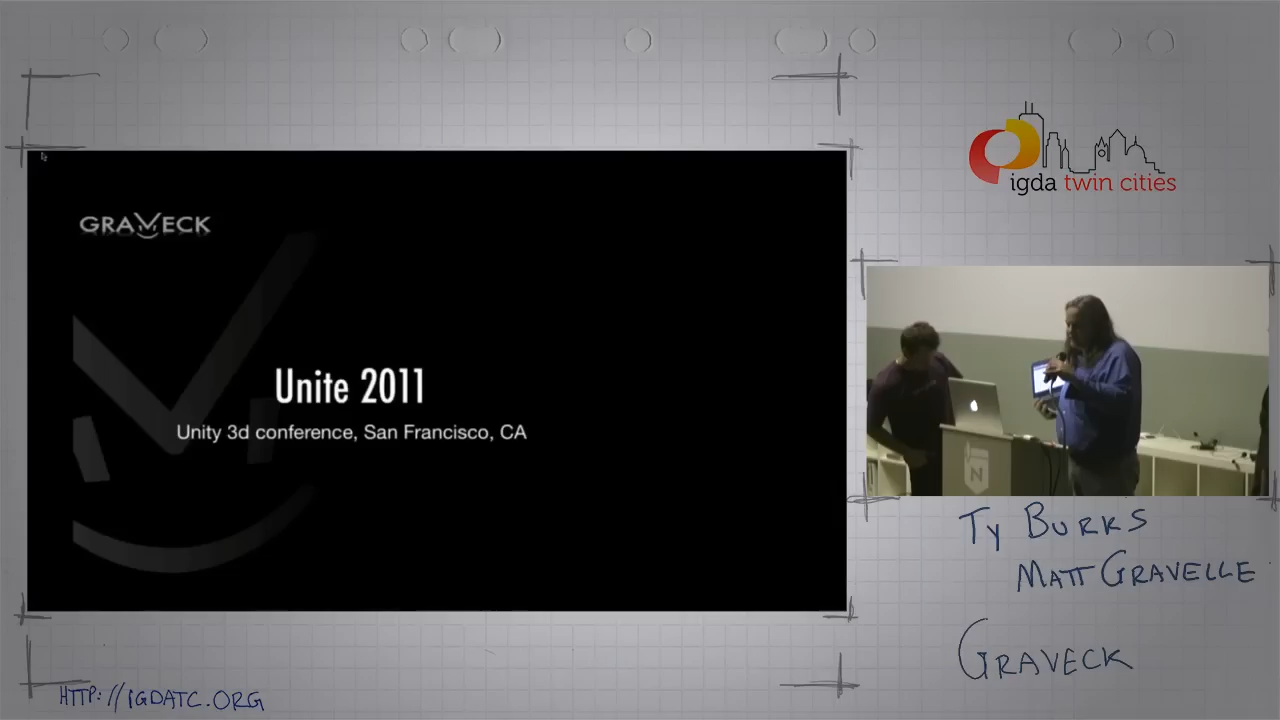 GRAVECK
Unite 2011
Unity 3d conference, San Francisco, CA
igda twin cities
N
TY BURKS
MATT GRAVELLE
GRAVECK
HTTP://IGDATC.ORG